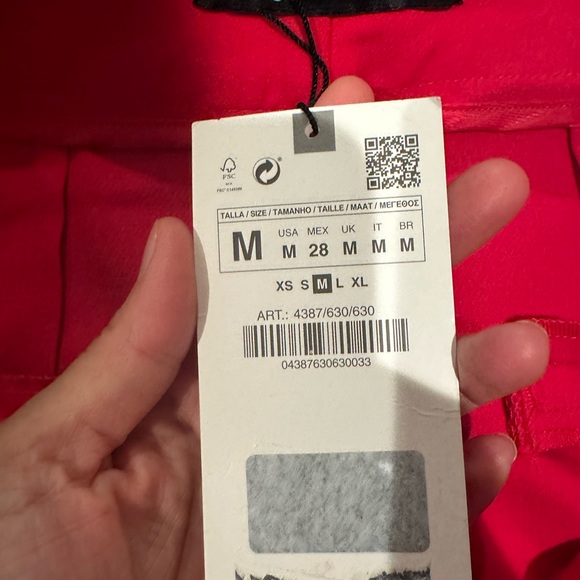 FSC
TALLA / SIZE / TAMANHO / TAILLE / MAAT / ΜΕΓΕΘΟΣ
M USA MEX UK IT BR
M 28 M M M
XS S M L XL
ART.: 4387/630/630
04387630630033